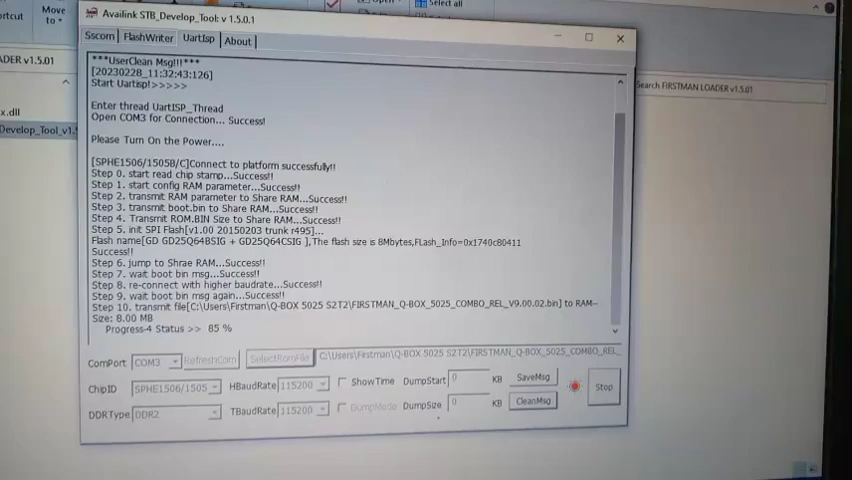 ortcut
Move
to
Open
Select all
Availink STB_Develop_Tool: v 1.5.0.1
Sscom
FlashWriter
UartIsp
About
ADER v1.5.01
Search FIRSTMAN LOADER v1.5.01
x.dll
Develop_Tool_v1.5
***UserClean Msg!!!***
[20230228_11:32:43:126]
Start Uartisp!>>>>>
Enter thread UartISP_Thread
Open COM3 for Connection... Success!
Please Turn On the Power....
[SPHE1506/1505B/C]Connect to platform successfully!!
Step 0. start read chip stamp...Success!!
Step 1. start config RAM parameter...Success!!
Step 2. transmit RAM parameter to Share RAM...Success!!
Step 3. transmit boot.bin to Share RAM...Success!!
Step 4. Transmit ROM.BIN Size to Share RAM...Success!!
Step 5. init SPI Flash[v1.00 20150203 trunk r495]...
Flash name[GD GD25Q64BSIG + GD25Q64CSIG ],The flash size is 8Mbytes,FLash_Info=0x1740c80411
Success!!
Step 6. jump to Shrae RAM...Success!!
Step 7. wait boot bin msg...Success!!
Step 8. re-connect with higher baudrate...Success!!
Step 9. wait boot bin msg again...Success!!
Step 10. transmit file[C:\Users\Firstman\Q-BOX 5025 S2T2\FIRSTMAN_Q-BOX_5025_COMBO_REL_V9.00.02.bin] to RAM--
Size: 8.00 MB
Progress-4 Status >> 85 %
ComPort COM3 RefreshCom SelectRomFile C:\Users\Firstman\Q-BOX 5025 S2T2\FIRSTMAN_Q-BOX_5025_COMBO_REL_
ChipID SPHE1506/1505 HBaudRate 115200 ShowTime DumpStart 0 KB SaveMsg Stop
DDRType DDR2 TBaudRate 115200 DumpMode DumpSize 0 KB CleanMsg